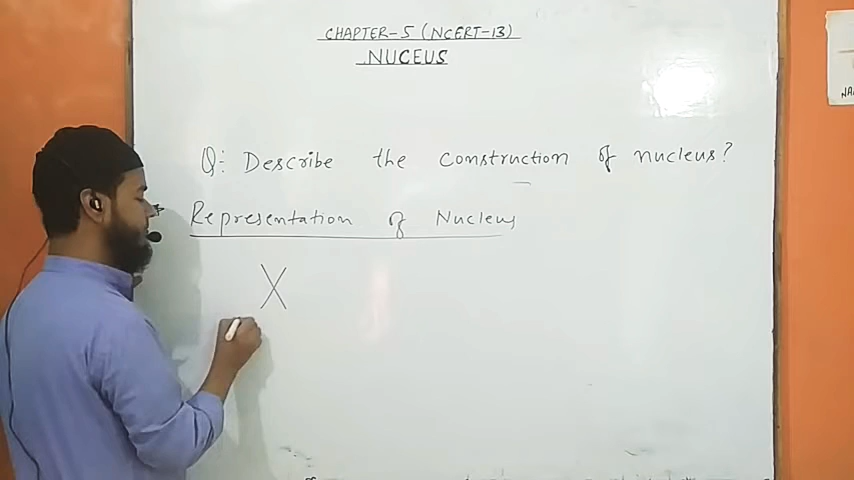 CHAPTER-5 (NCERT-13)
NUCEUS
Q: Describe the construction of nucleus?
Representation of Nucleus
X